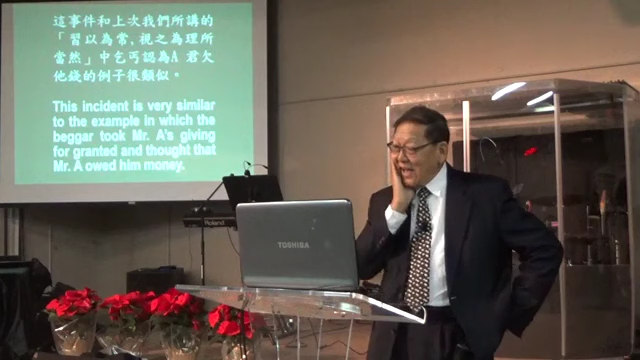 這事件和上次我們所講的
「習以為常，視之為理所
當然」中乞丐認為A 君欠
他錢的例子很類似。
This incident is very similar
to the example in which the
beggar took Mr. A's giving
for granted and thought that
Mr. A owed him money.
Roland
TOSHIBA